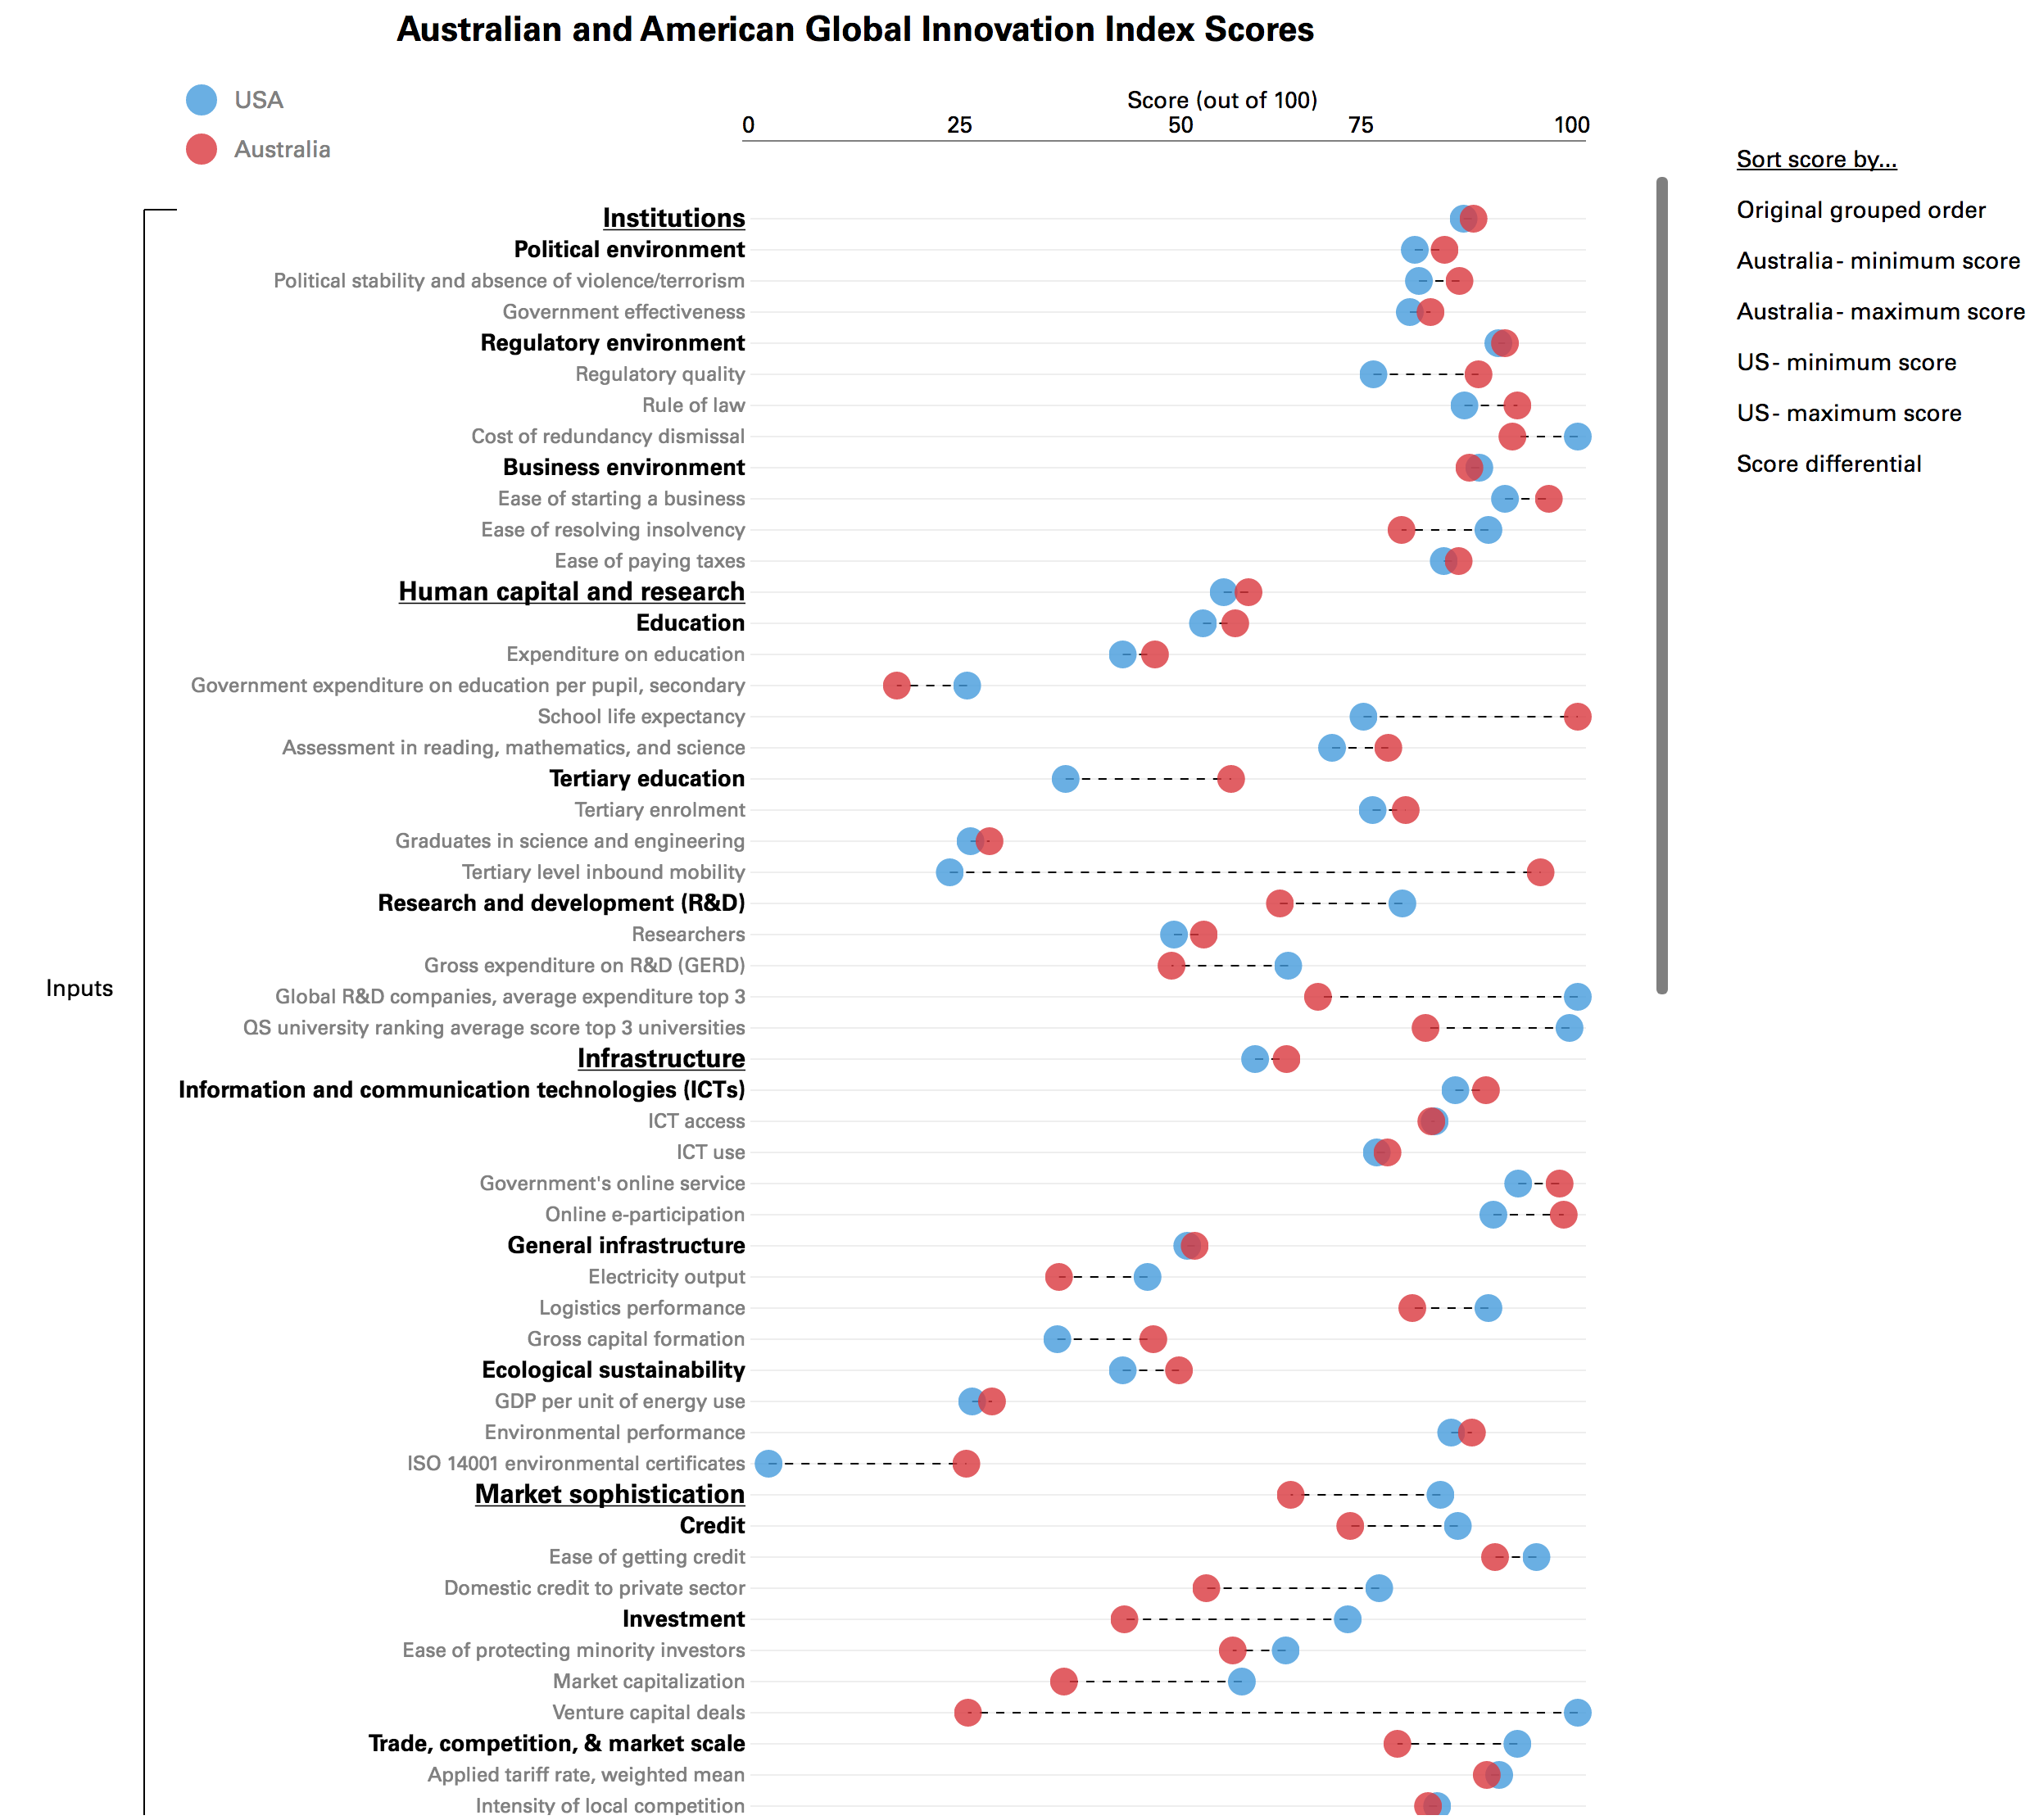 Australian and American Global Innovation Index Scores
USA
Australia
Score (out of 100)
0 25 50 75 100
Sort score by...
Original grouped order
Australia - minimum score
Australia - maximum score
US - minimum score
US - maximum score
Score differential
Inputs
Institutions
Political environment
Political stability and absence of violence/terrorism
Government effectiveness
Regulatory environment
Regulatory quality
Rule of law
Cost of redundancy dismissal
Business environment
Ease of starting a business
Ease of resolving insolvency
Ease of paying taxes
Human capital and research
Education
Expenditure on education
Government expenditure on education per pupil, secondary
School life expectancy
Assessment in reading, mathematics, and science
Tertiary education
Tertiary enrolment
Graduates in science and engineering
Tertiary level inbound mobility
Research and development (R&D)
Researchers
Gross expenditure on R&D (GERD)
Global R&D companies, average expenditure top 3
QS university ranking average score top 3 universities
Infrastructure
Information and communication technologies (ICTs)
ICT access
ICT use
Government's online service
Online e-participation
General infrastructure
Electricity output
Logistics performance
Gross capital formation
Ecological sustainability
GDP per unit of energy use
Environmental performance
ISO 14001 environmental certificates
Market sophistication
Credit
Ease of getting credit
Domestic credit to private sector
Investment
Ease of protecting minority investors
Market capitalization
Venture capital deals
Trade, competition, & market scale
Applied tariff rate, weighted mean
Intensity of local competition